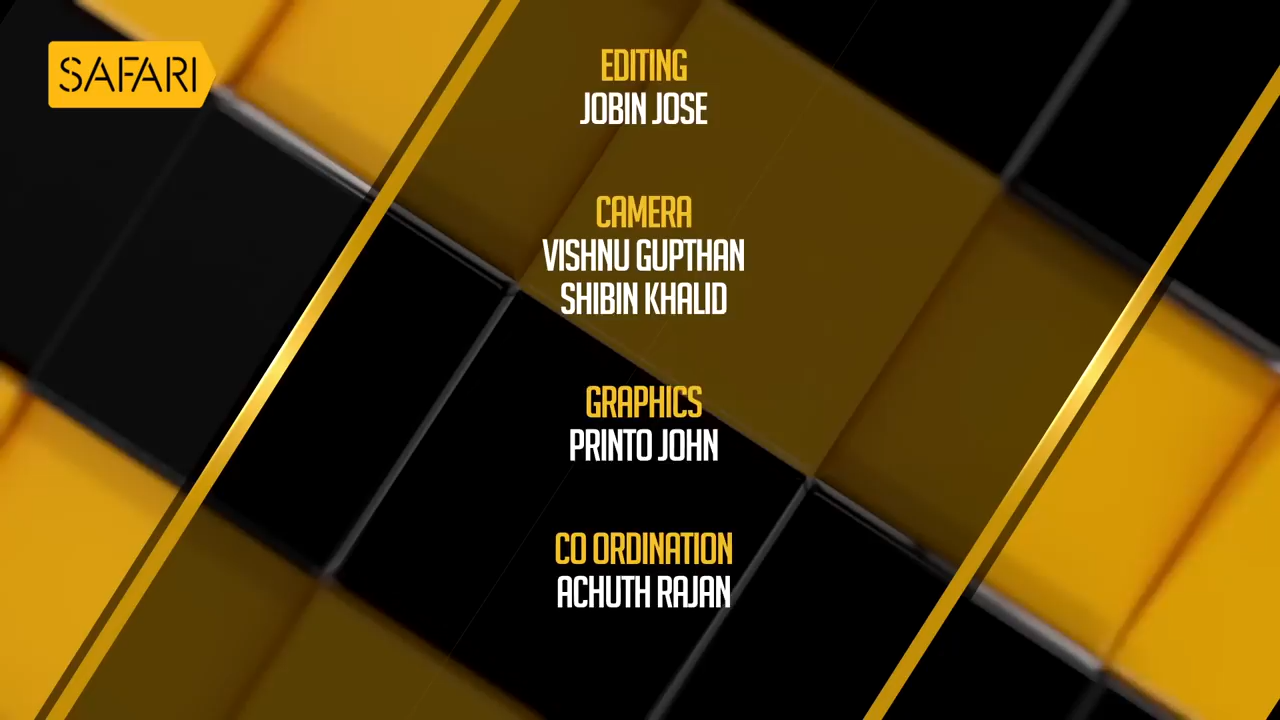 SAFARI
EDITING
JOBIN JOSE
CAMERA
VISHNU GUPTHAN
SHIBIN KHALID
GRAPHICS
PRINTO JOHN
CO ORDINATION
ACHUTH RAJAN